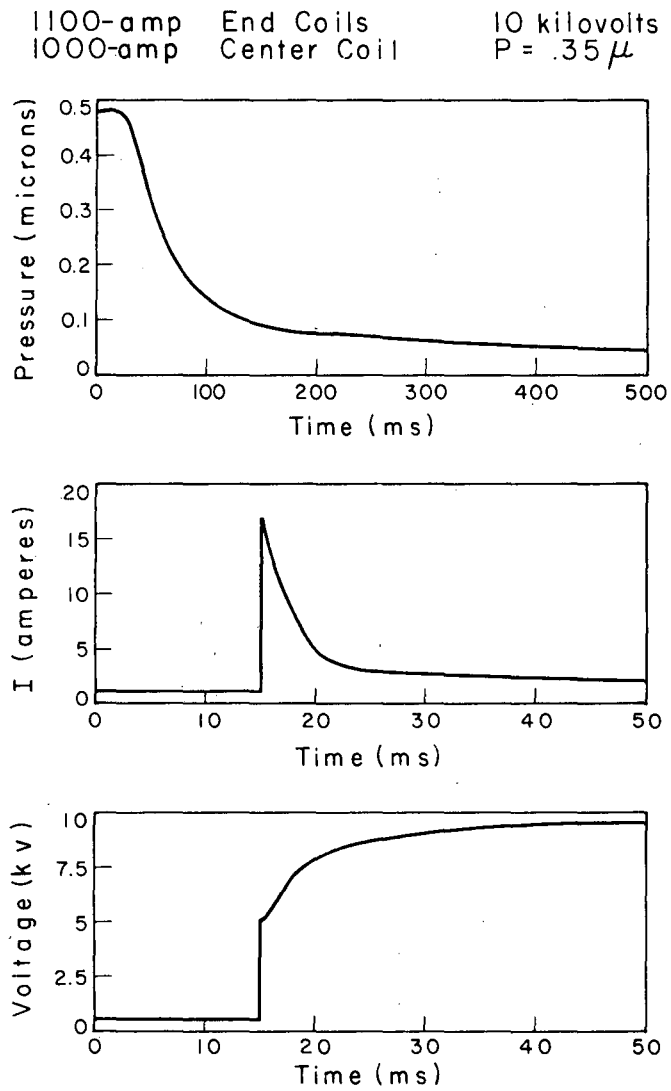 1100-amp End Coils 10 kilovolts
1000-amp Center Coil P = .35 μ
Pressure (microns)
0.5
0.4
0.3
0.2
0.1
0
0 100 200 300 400 500
Time (ms)
I (amperes)
20
15
10
5
0
0 10 20 30 40 50
Time (ms)
Voltage (kv)
10
7.5
5
2.5
0
0 10 20 30 40 50
Time (ms)